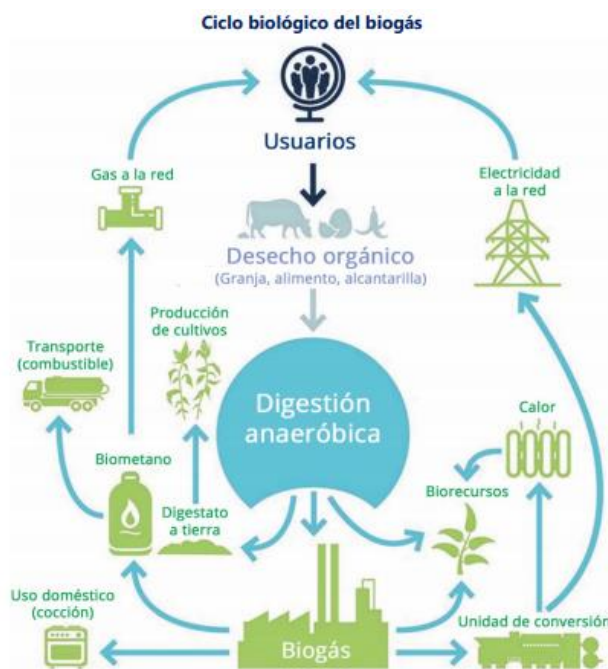 Ciclo biológico del biogás
Usuarios
Gas a la red
Electricidad
a la red
Desecho orgánico
(Granja, alimento, alcantarilla)
Producción
de cultivos
Transporte
(combustible)
Digestión
anaeróbica
Calor
Biometano
Biorecursos
Digestato
a tierra
Uso doméstico
(cocción)
Biogás
Unidad de conversión